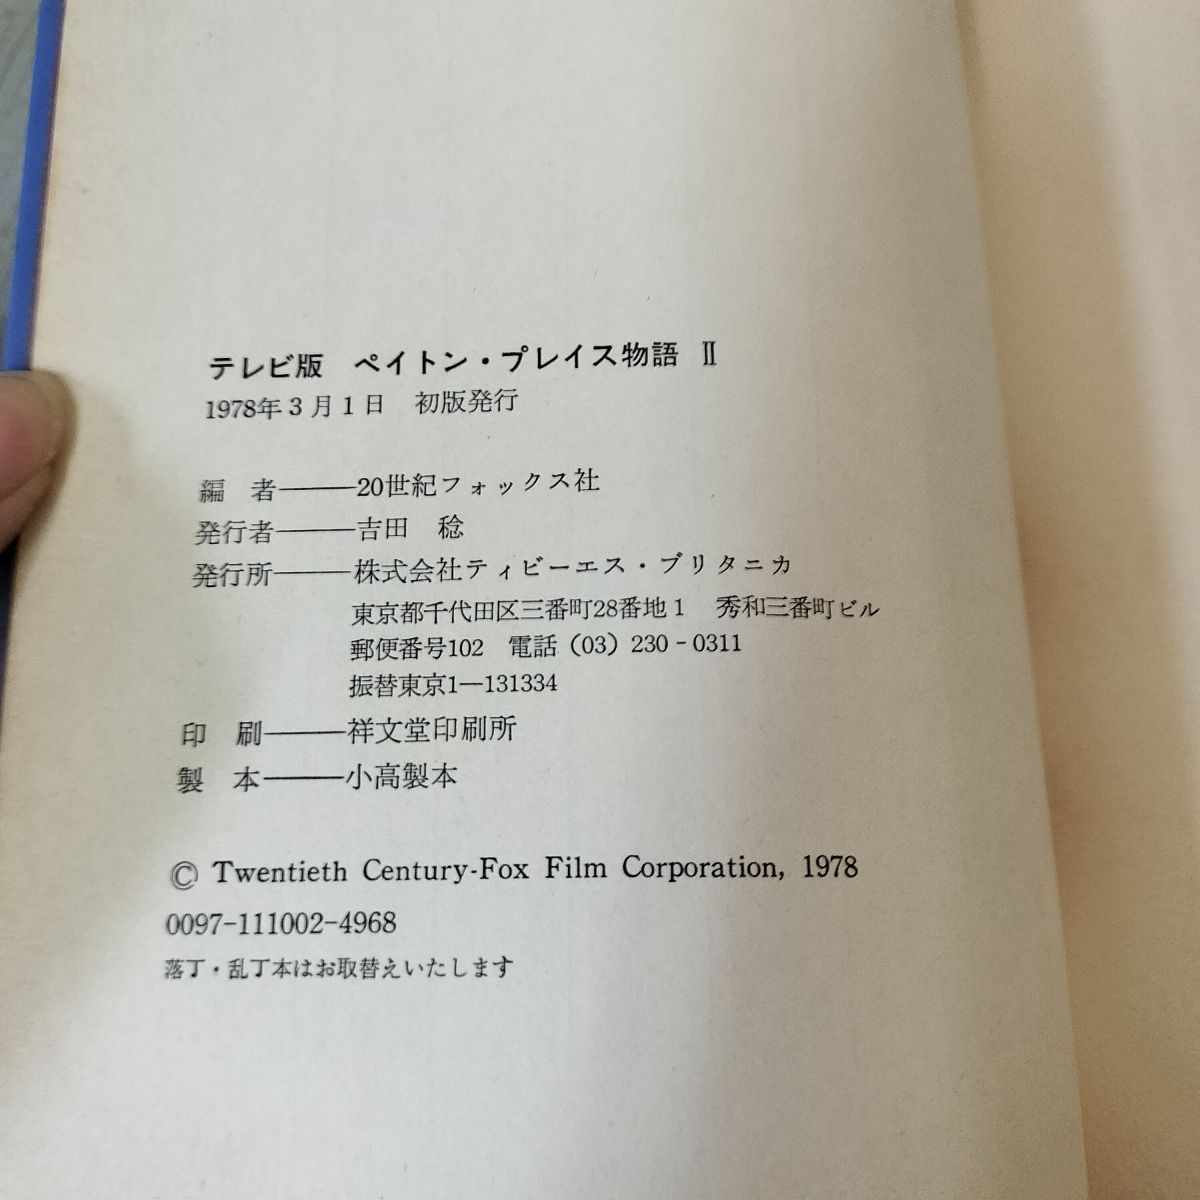 テレビ版　ペイトン・プレイス物語　Ⅱ
1978年3月1日　初版発行
編　者――20世紀フォックス社
発行者――吉田　稔
発行所――株式会社ティビーエス・ブリタニカ
東京都千代田区三番町28番地1　秀和三番町ビル
郵便番号102　電話（03）230-0311
振替東京1―131334
印　刷――祥文堂印刷所
製　本――小高製本
© Twentieth Century-Fox Film Corporation, 1978
0097-111002-4968
落丁・乱丁本はお取替えいたします